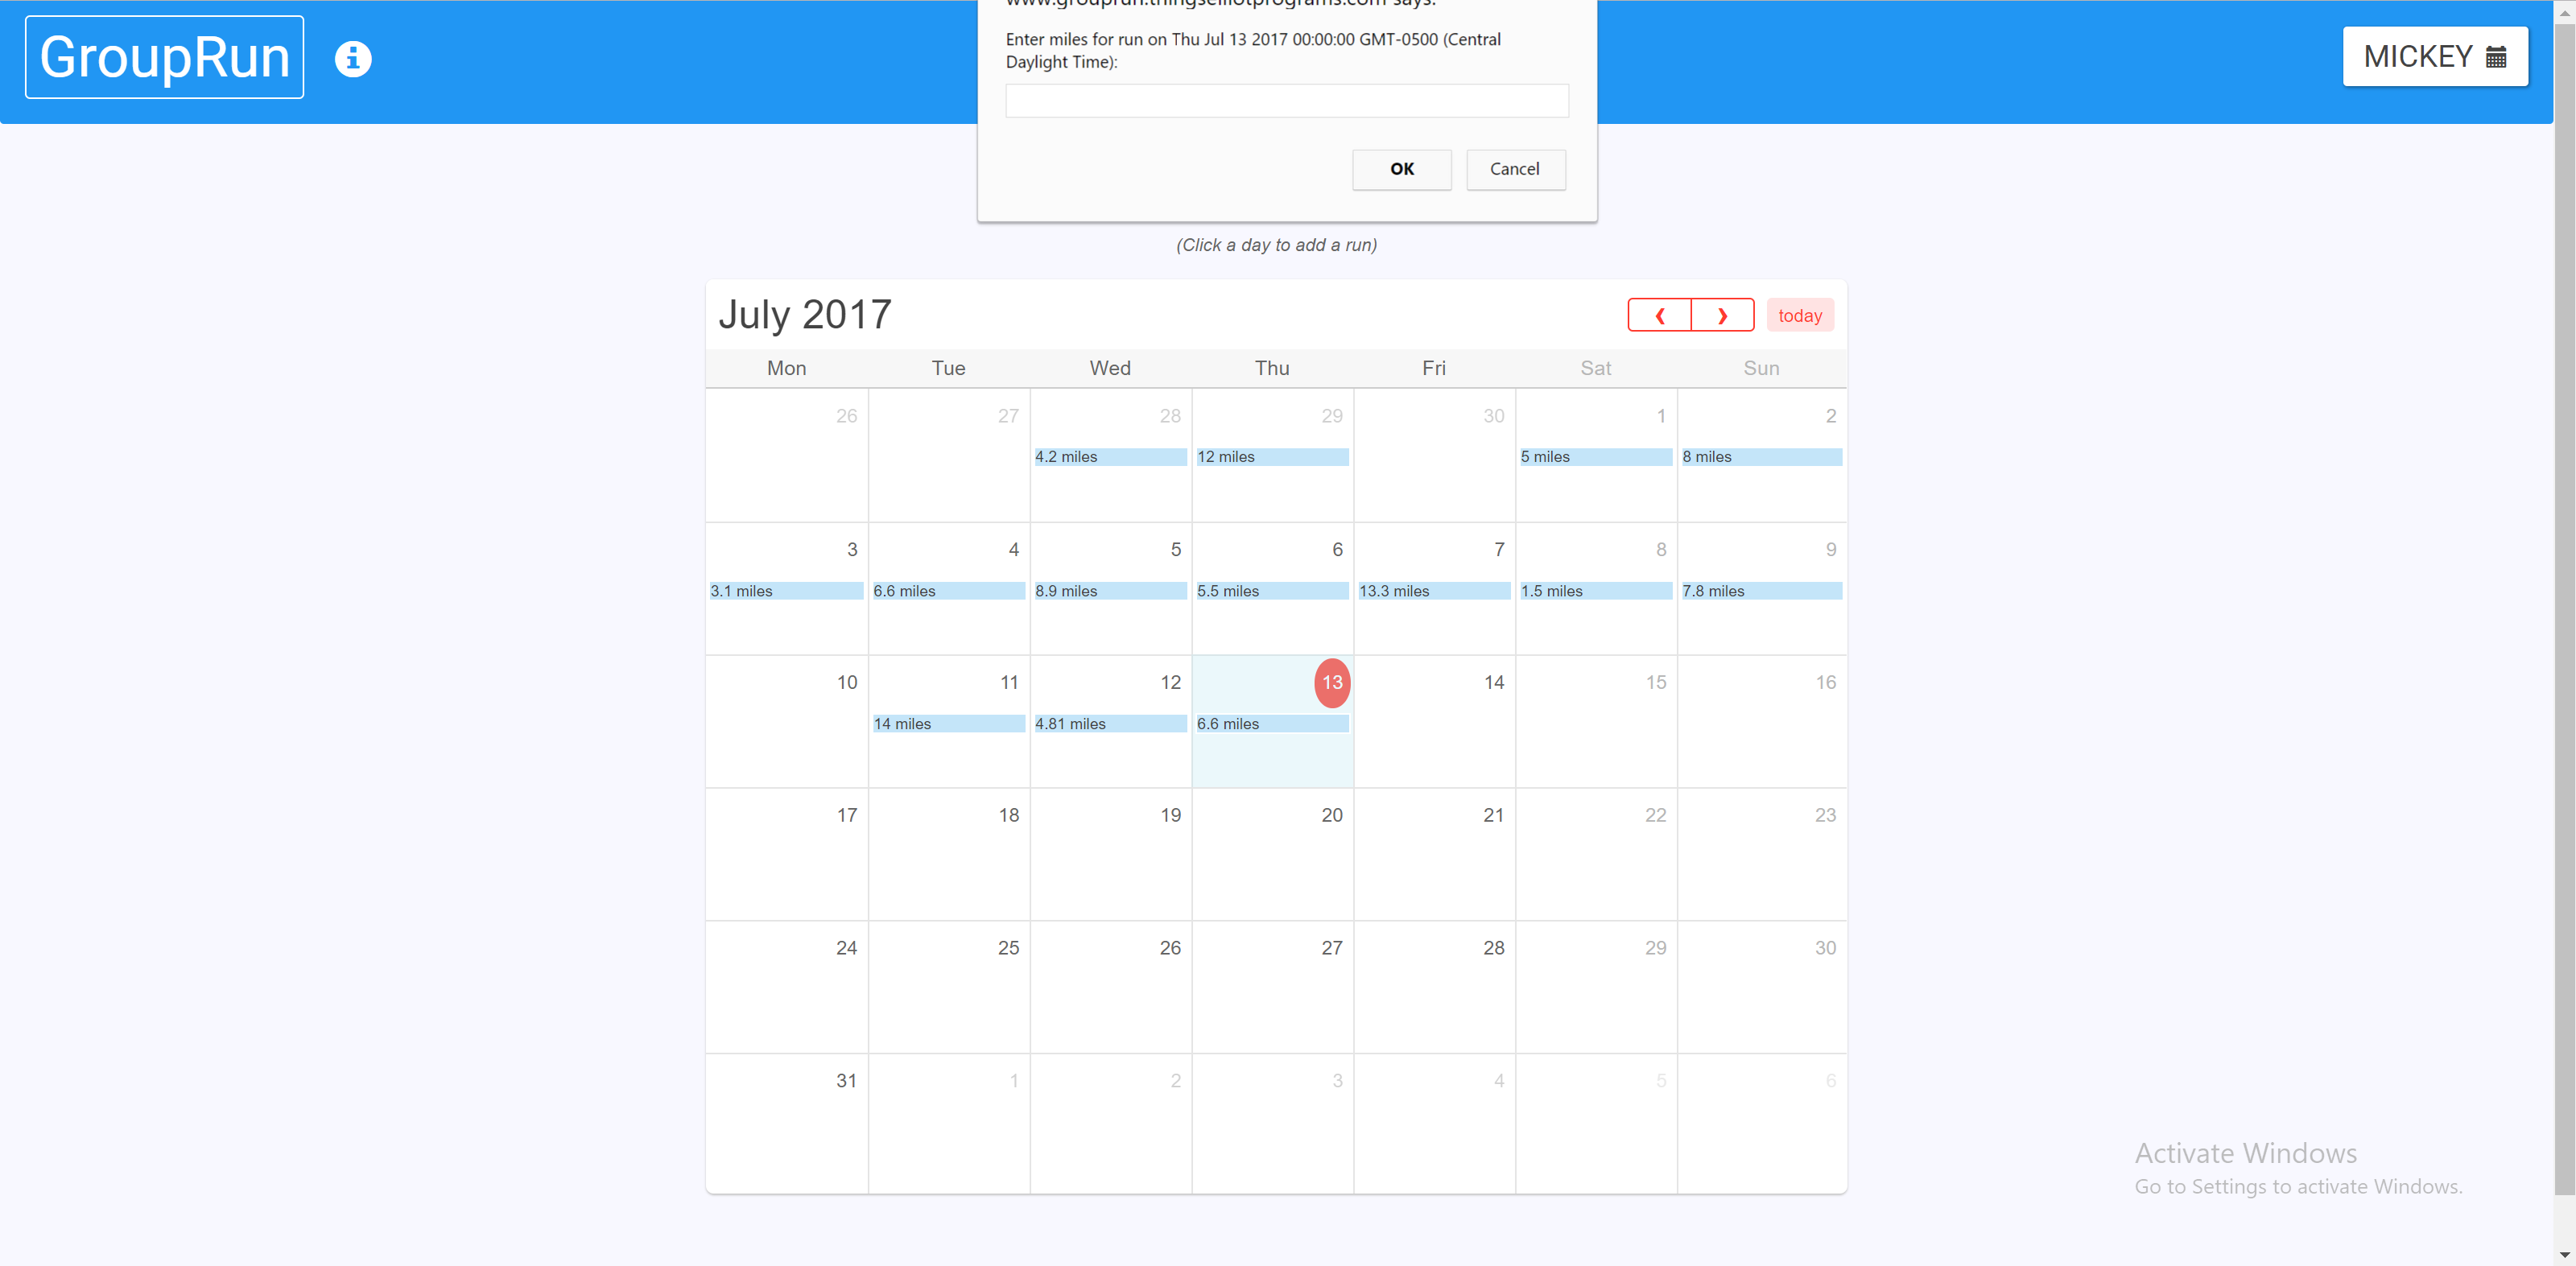 www.grouprun.thingselliotprograms.com says:
GroupRun
Enter miles for run on Thu Jul 13 2017 00:00:00 GMT-0500 (Central
Daylight Time):
MICKEY
OK Cancel
(Click a day to add a run)
July 2017
❮ ❯ today
Mon Tue Wed Thu Fri Sat Sun
26 27 28 29 30 1 2
4.2 miles 12 miles 5 miles 8 miles
3 4 5 6 7 8 9
3.1 miles 6.6 miles 8.9 miles 5.5 miles 13.3 miles 1.5 miles 7.8 miles
10 11 12 13 14 15 16
14 miles 4.81 miles 6.6 miles
17 18 19 20 21 22 23
24 25 26 27 28 29 30
31 1 2 3 4 5 6
Activate Windows
Go to Settings to activate Windows.